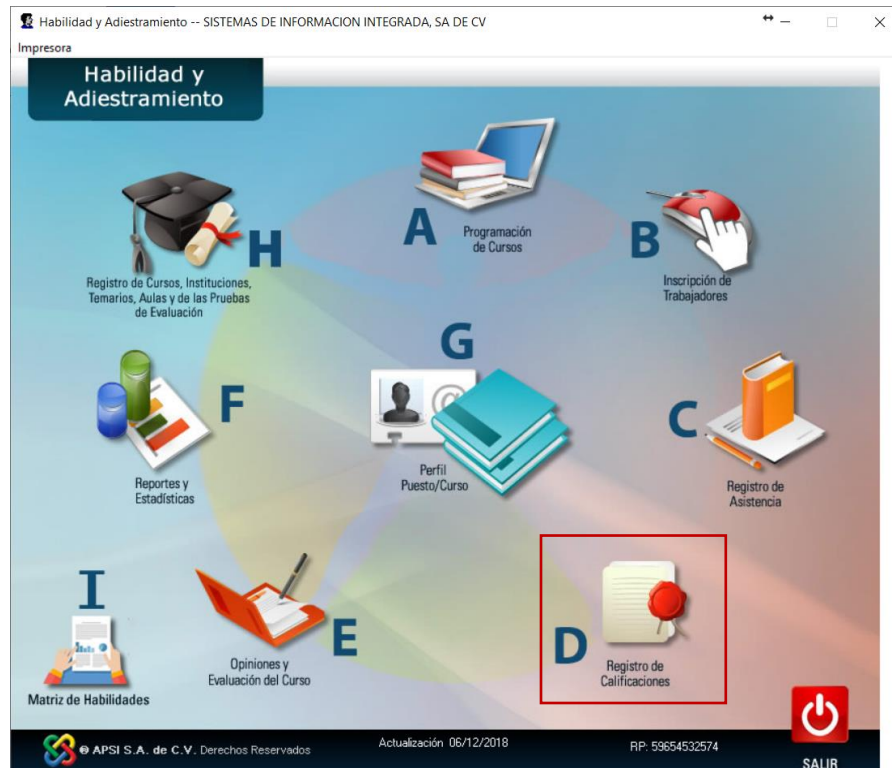 Habilidad y Adiestramiento -- SISTEMAS DE INFORMACION INTEGRADA, SA DE CV
Impresora
Habilidad y
Adiestramiento
A
Programación
de Cursos
B
Inscripción de
Trabajadores
H
Registro de Cursos, Instituciones,
Temarios, Aulas y de las Pruebas
de Evaluación
G
@
Perfil
Puesto/Curso
C
Registro de
Asistencia
F
Reportes y
Estadísticas
I
Matriz de Habilidades
E
Opiniones y
Evaluación del Curso
D
Registro de
Calificaciones
® APSI S.A. de C.V. Derechos Reservados
Actualización 06/12/2018
RP: 59654532574
SALIR